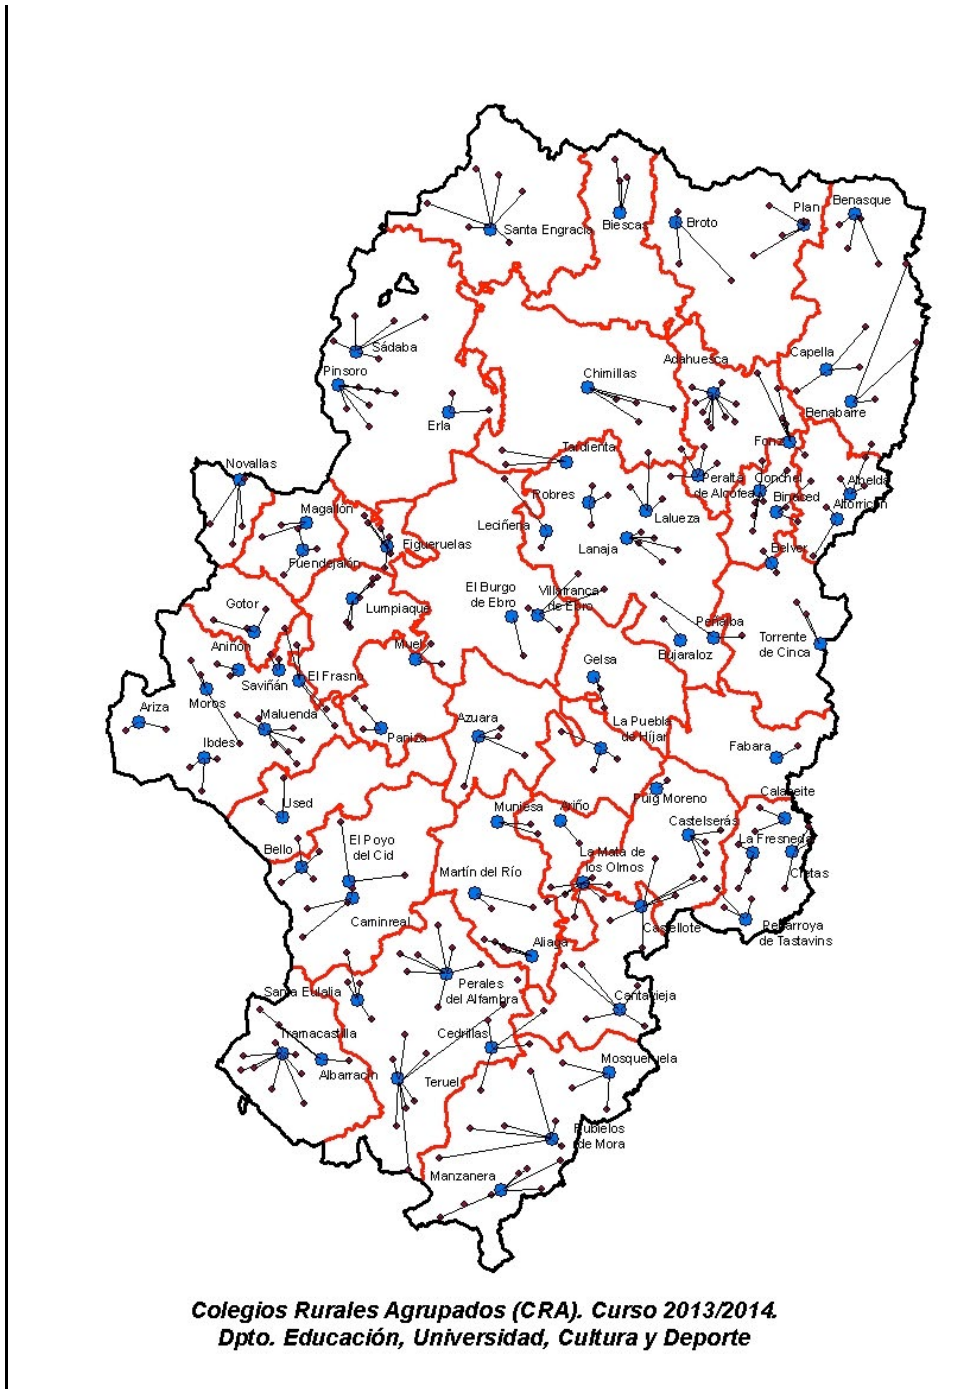 Santa Engracia
Biescas
Broto
Plan
Benasque
Sádaba
Pinsoro
Erla
Chimillas
Adahuesca
Capella
Benabarre
Fonz
Novallas
Tardienta
Peralta
de Alcofea
Conchel
Binaced
Albelda
Altorricón
Magallón
Robres
Leciñena
Lalueza
Lanaja
Fuendejalón
Figueruelas
Belver
El Burgo
de Ebro
Villafranca
de Ebro
Lumpiaque
Gotor
Peñalba
Bujaraloz
Torrente
de Cinca
Aniñón
Muel
Saviñán
El Frasno
Gelsa
Moros
Ariza
Maluenda
Azuara
Paniza
La Puebla
de Híjar
Ibdes
Fabara
Puig Moreno
Calaceite
Used
Muniesa
Ariño
Castelserás
El Poyo
del Cid
Bello
La Mata de
los Olmos
La Fresneda
Cretas
Martín del Río
Caminreal
Castellote
Peñarroya
de Tastavins
Aliaga
Santa Eulalia
Perales
del Alfambra
Cantavieja
Tramacastilla
Cedrillas
Albarracín
Teruel
Mosqueruela
Rubielos
de Mora
Manzanera
Colegios Rurales Agrupados (CRA). Curso 2013/2014.
Dpto. Educación, Universidad, Cultura y Deporte